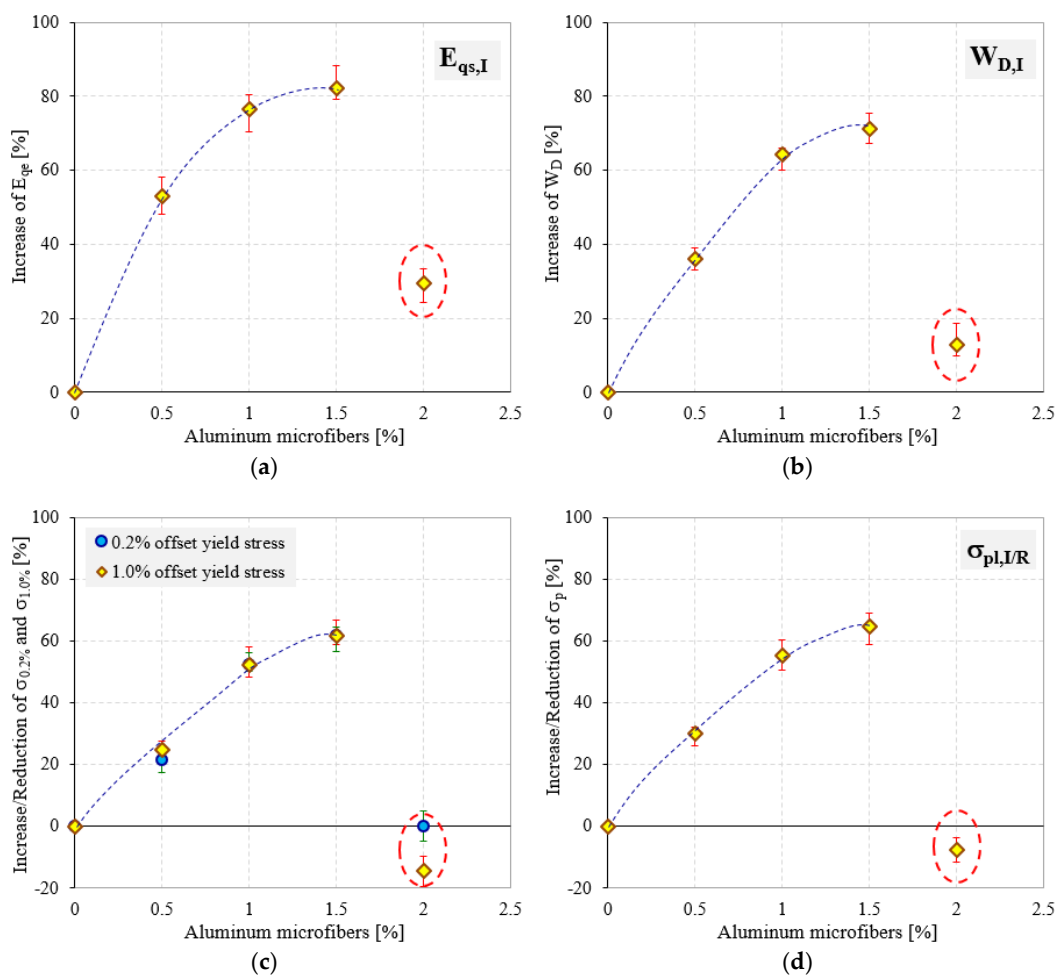 E_qs,I
Increase of E_qe [%]
100
80
60
40
20
0
0 0.5 1 1.5 2 2.5
Aluminum microfibers [%]
(a)
W_D,I
Increase of W_D [%]
100
80
60
40
20
0
0 0.5 1 1.5 2 2.5
Aluminum microfibers [%]
(b)
Increase/Reduction of σ_0.2% and σ_1.0% [%]
100
80
60
40
20
0
-20
0.2% offset yield stress
1.0% offset yield stress
0 0.5 1 1.5 2 2.5
Aluminum microfibers [%]
(c)
σ_pl,I/R
Increase/Reduction of σ_p [%]
100
80
60
40
20
0
-20
0 0.5 1 1.5 2 2.5
Aluminum microfibers [%]
(d)